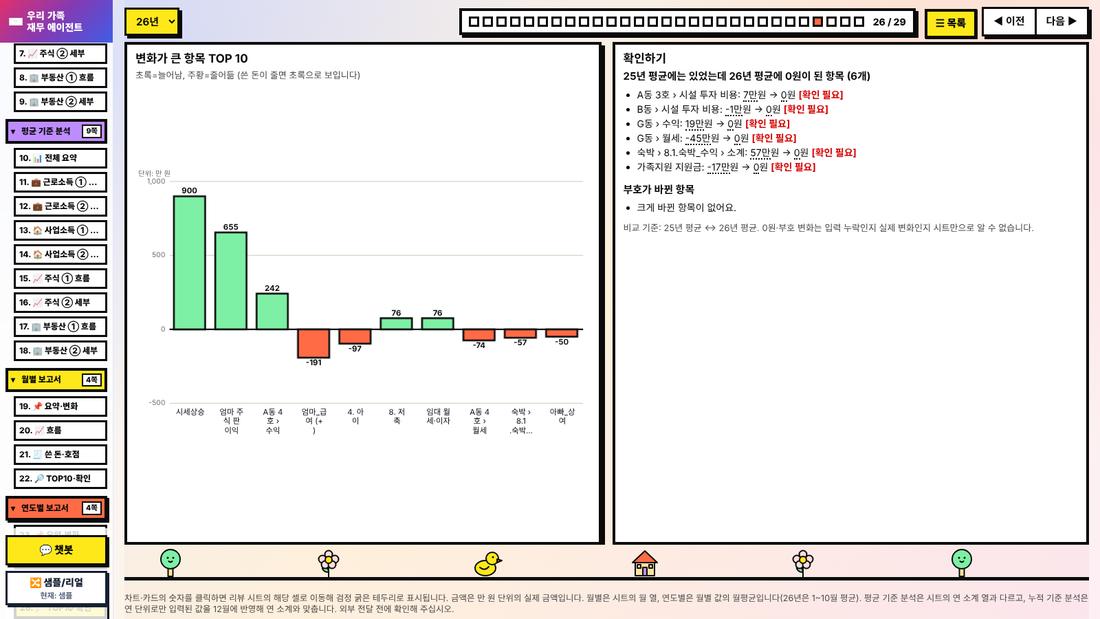 우리 가족
재무 에이전트
26년
26 / 29
☰ 목록
◀ 이전
다음 ▶
7. 📈 주식 ② 세부
8. 🏢 부동산 ① 흐름
9. 🏢 부동산 ② 세부
▼ 평균 기준 분석 9쪽
10. 📊 전체 요약
11. 💼 근로소득 ① ...
12. 💼 근로소득 ② ...
13. 🏠 사업소득 ① ...
14. 🏠 사업소득 ② ...
15. 📈 주식 ① 흐름
16. 📈 주식 ② 세부
17. 🏢 부동산 ① 흐름
18. 🏢 부동산 ② 세부
▼ 월별 보고서 4쪽
19. 📌 요약·변화
20. 📈 흐름
21. 🧾 쓴 돈·호점
22. 🔎 TOP10·확인
▼ 연도별 보고서 4쪽
💬 챗봇
🔀 샘플/리얼
현재: 샘플
변화가 큰 항목 TOP 10
초록=늘어남, 주황=줄어듦 (쓴 돈이 줄면 초록으로 보입니다)
단위: 만 원
1,000
500
0
-500
900
655
242
-191
-97
76
76
-74
-57
-50
시세상승
엄마 주
식 판
이익
A동 4
호 ›
수익
엄마_급
여 (+
)
4. 아
이
8. 저
축
임대 월
세·이자
A동 4
호 ›
월세
숙박 ›
8.1
.숙박...
아빠_상
여
확인하기
25년 평균에는 있었는데 26년 평균에 0원이 된 항목 (6개)
• A동 3호 › 시설 투자 비용: 7만원 → 0원 [확인 필요]
• B동 › 시설 투자 비용: -1만원 → 0원 [확인 필요]
• G동 › 수익: 19만원 → 0원 [확인 필요]
• G동 › 월세: -45만원 → 0원 [확인 필요]
• 숙박 › 8.1.숙박_수익 › 소계: 57만원 → 0원 [확인 필요]
• 가족지원 지원금: -17만원 → 0원 [확인 필요]
부호가 바뀐 항목
• 크게 바뀐 항목이 없어요.
비교 기준: 25년 평균 ↔ 26년 평균. 0원·부호 변화는 입력 누락인지 실제 변화인지 시트만으로 알 수 없습니다.
차트·카드의 숫자를 클릭하면 리뷰 시트의 해당 셀로 이동해 검정 굵은 테두리로 표시됩니다. 금액은 만 원 단위의 실제 금액입니다. 월별은 시트의 월 열, 연도별은 월별 값의 월평균입니다(26년은 1~10월 평균). 평균 기준 분석은 시트의 연 소계 열과 다르고, 누적 기준 분석은
연 단위로만 입력된 값을 12월에 반영해 연 소계와 맞춥니다. 외부 전달 전에 확인해 주십시오.